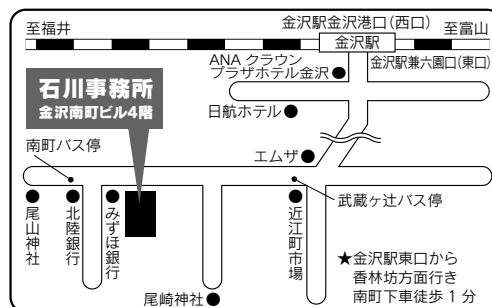 金沢駅金沢港口(西口)
至福井
金沢駅
至富山
ANA クラウン
プラザホテル金沢
金沢駅兼六園口(東口)
石川事務所
金沢南町ビル4階
日航ホテル
南町バス停
エムザ
武蔵ヶ辻バス停
尾山神社
北陸銀行
みずほ銀行
近江町市場
尾崎神社
★金沢駅東口から
香林坊方面行き
南町下車徒歩 1 分